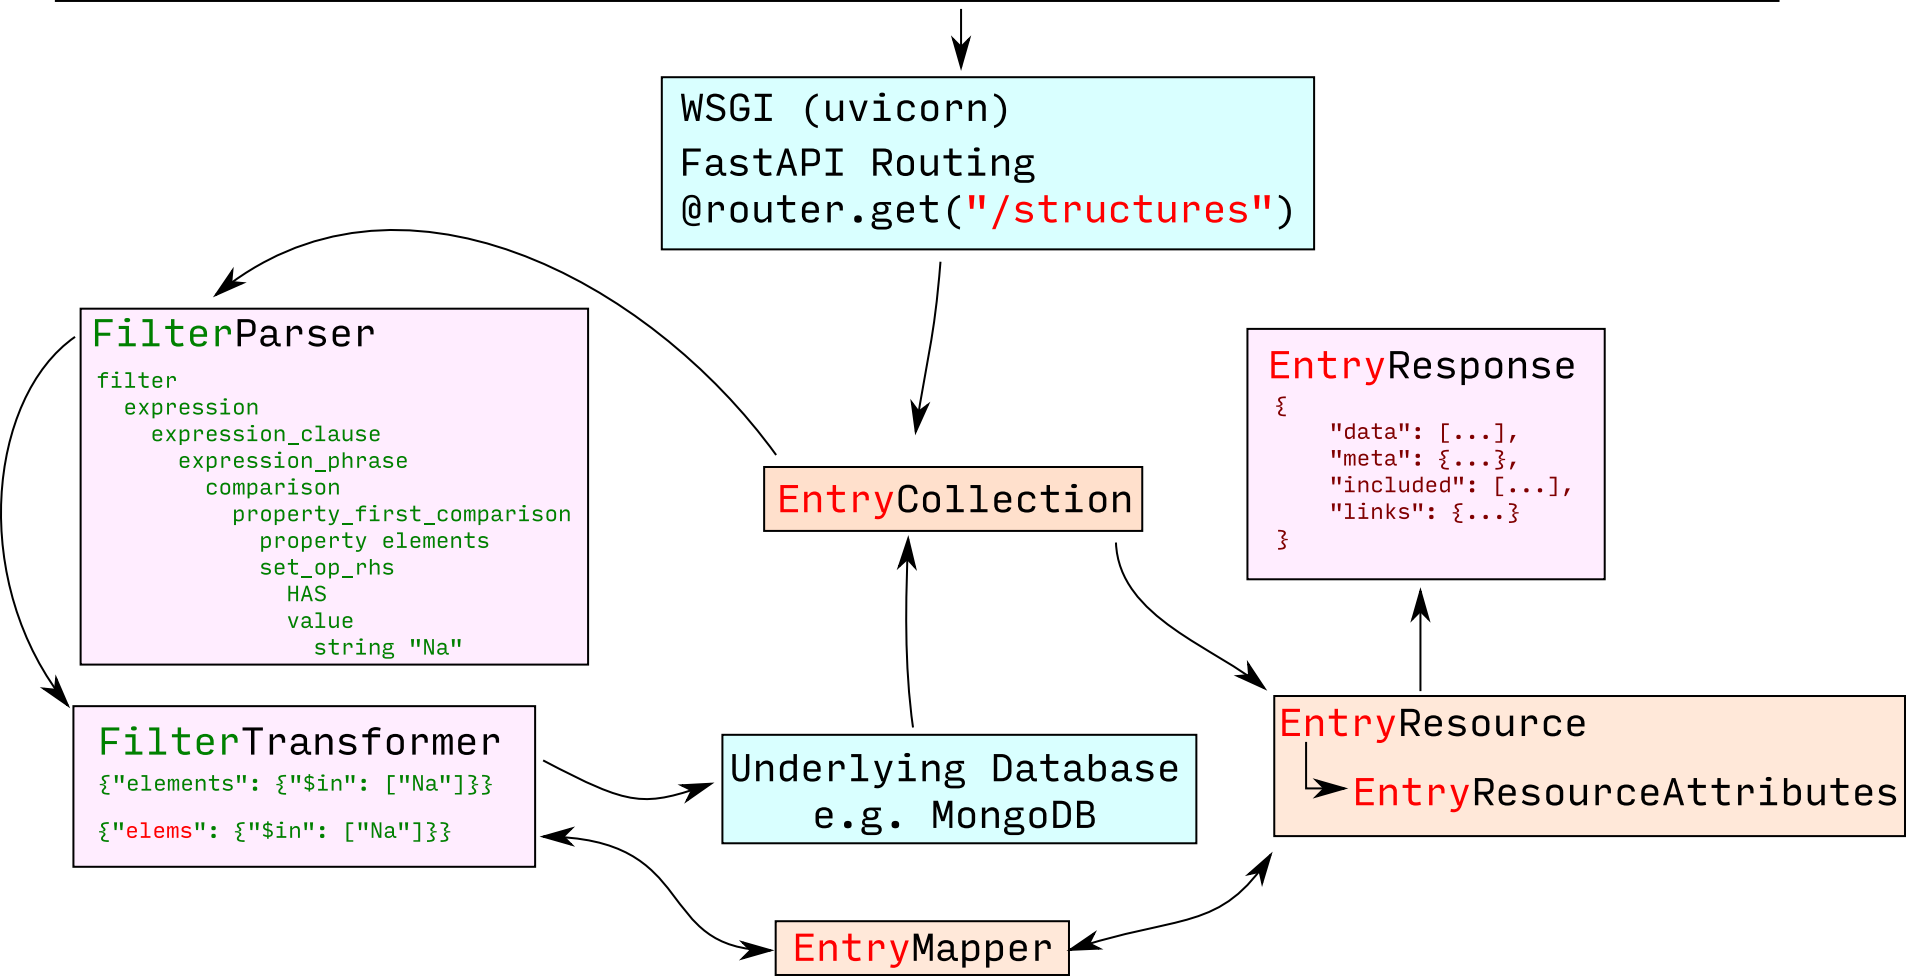 WSGI (uvicorn)
FastAPI Routing
@router.get("/structures")
FilterParser
filter
expression
expression_clause
expression_phrase
comparison
property_first_comparison
property elements
set_op_rhs
HAS
value
string "Na"
EntryResponse
{
"data": [...],
"meta": {...},
"included": [...],
"links": {...}
}
EntryCollection
FilterTransformer
{"elements": {"$in": ["Na"]}}
{"elems": {"$in": ["Na"]}}
Underlying Database
e.g. MongoDB
EntryResource
EntryResourceAttributes
EntryMapper